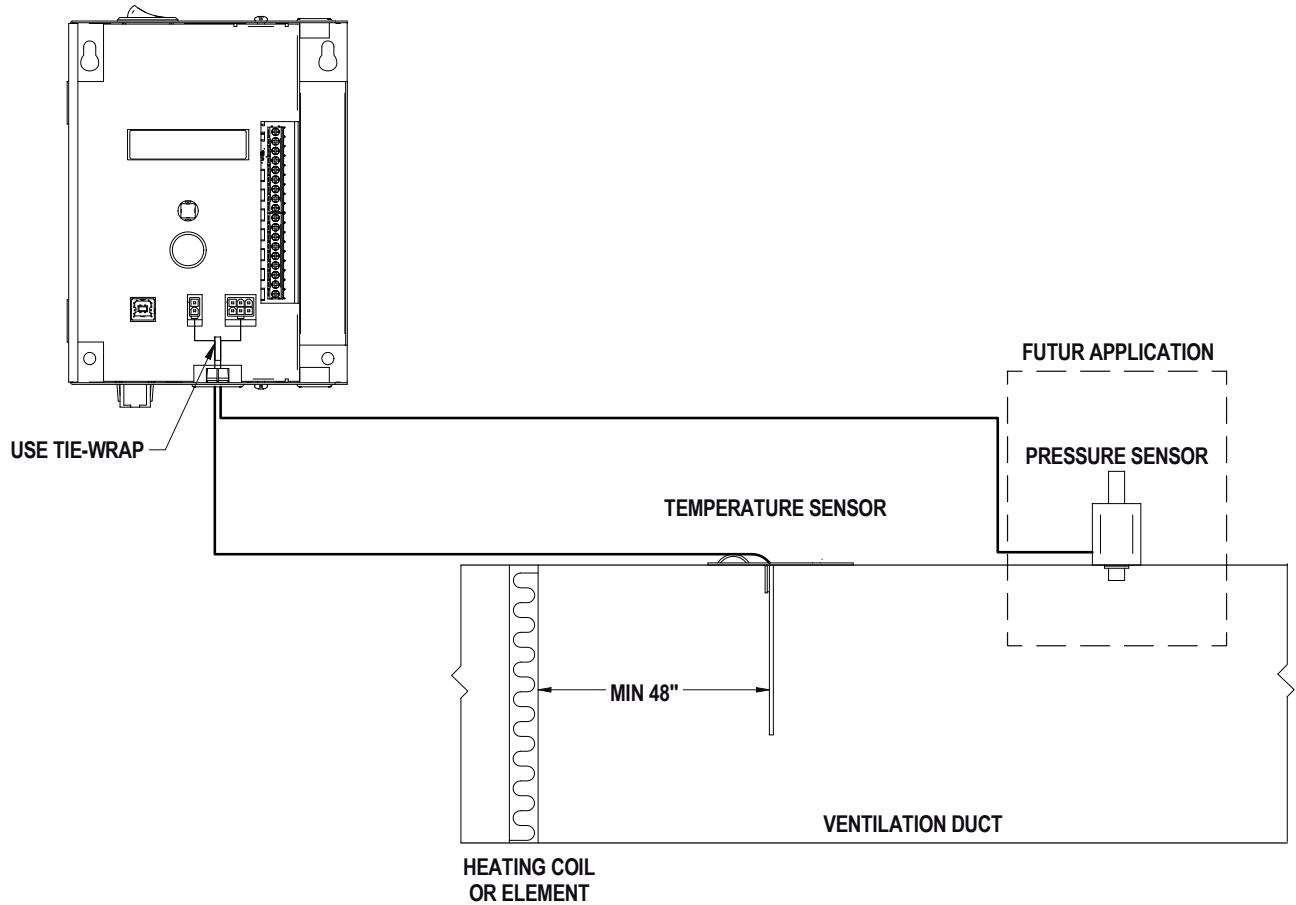 FUTUR APPLICATION
USE TIE-WRAP
PRESSURE SENSOR
TEMPERATURE SENSOR
MIN 48"
VENTILATION DUCT
HEATING COIL
OR ELEMENT